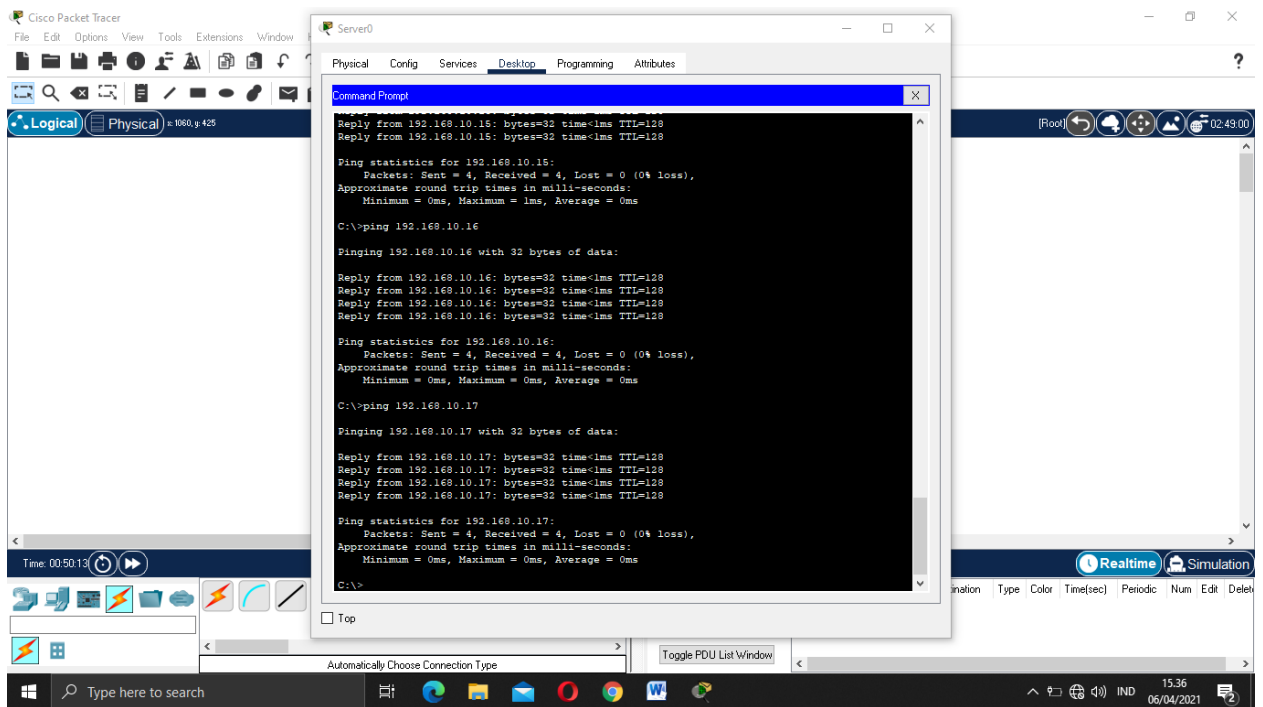 Cisco Packet Tracer
File Edit Options View Tools Extensions Window
Logical Physical x: 1060, y: 425
[Root] 02:49:00
Server0
Physical Config Services Desktop Programming Attributes
Command Prompt X
Reply from 192.168.10.15: bytes=32 time<1ms TTL=128
Reply from 192.168.10.15: bytes=32 time<1ms TTL=128
Ping statistics for 192.168.10.15:
Packets: Sent = 4, Received = 4, Lost = 0 (0% loss),
Approximate round trip times in milli-seconds:
Minimum = 0ms, Maximum = 1ms, Average = 0ms
C:\>ping 192.168.10.16
Pinging 192.168.10.16 with 32 bytes of data:
Reply from 192.168.10.16: bytes=32 time<1ms TTL=128
Reply from 192.168.10.16: bytes=32 time<1ms TTL=128
Reply from 192.168.10.16: bytes=32 time<1ms TTL=128
Reply from 192.168.10.16: bytes=32 time<1ms TTL=128
Ping statistics for 192.168.10.16:
Packets: Sent = 4, Received = 4, Lost = 0 (0% loss),
Approximate round trip times in milli-seconds:
Minimum = 0ms, Maximum = 0ms, Average = 0ms
C:\>ping 192.168.10.17
Pinging 192.168.10.17 with 32 bytes of data:
Reply from 192.168.10.17: bytes=32 time<1ms TTL=128
Reply from 192.168.10.17: bytes=32 time<1ms TTL=128
Reply from 192.168.10.17: bytes=32 time<1ms TTL=128
Reply from 192.168.10.17: bytes=32 time<1ms TTL=128
Ping statistics for 192.168.10.17:
Packets: Sent = 4, Received = 4, Lost = 0 (0% loss),
Approximate round trip times in milli-seconds:
Minimum = 0ms, Maximum = 0ms, Average = 0ms
C:\>
Top
Time: 00:50:13
Realtime Simulation
ination Type Color Time(sec) Periodic Num Edit Delet
Toggle PDU List Window
Automatically Choose Connection Type
Type here to search
IND
15.36
06/04/2021
2